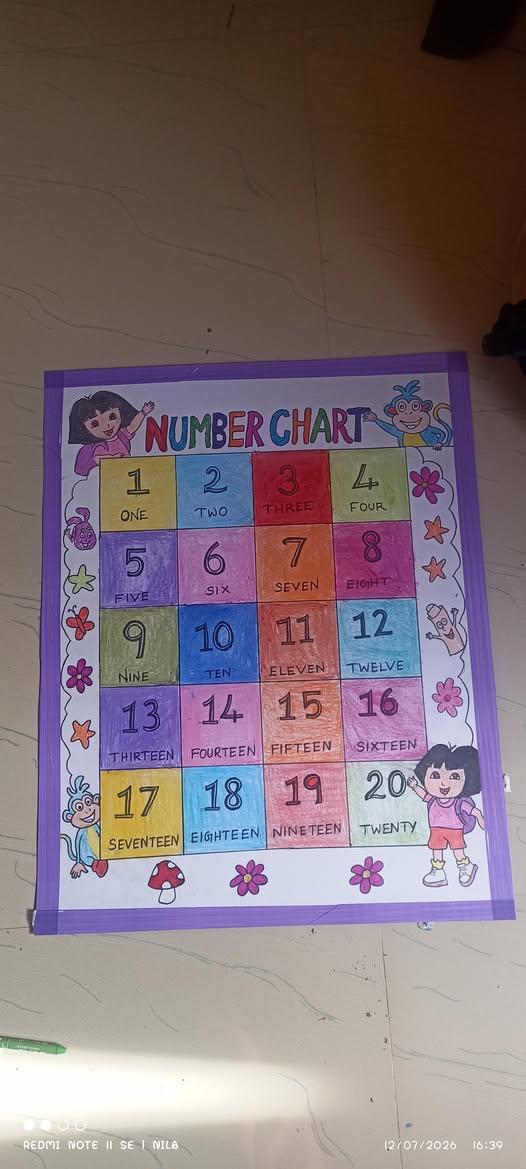 NUMBER CHART
1 2 3 4
ONE TWO THREE FOUR
5 6 7 8
FIVE SIX SEVEN EIGHT
9 10 11 12
NINE TEN ELEVEN TWELVE
13 14 15 16
THIRTEEN FOURTEEN FIFTEEN SIXTEEN
17 18 19 20
SEVENTEEN EIGHTEEN NINETEEN TWENTY
REDMI NOTE 11 SE | NILA 12/07/2026 16:39